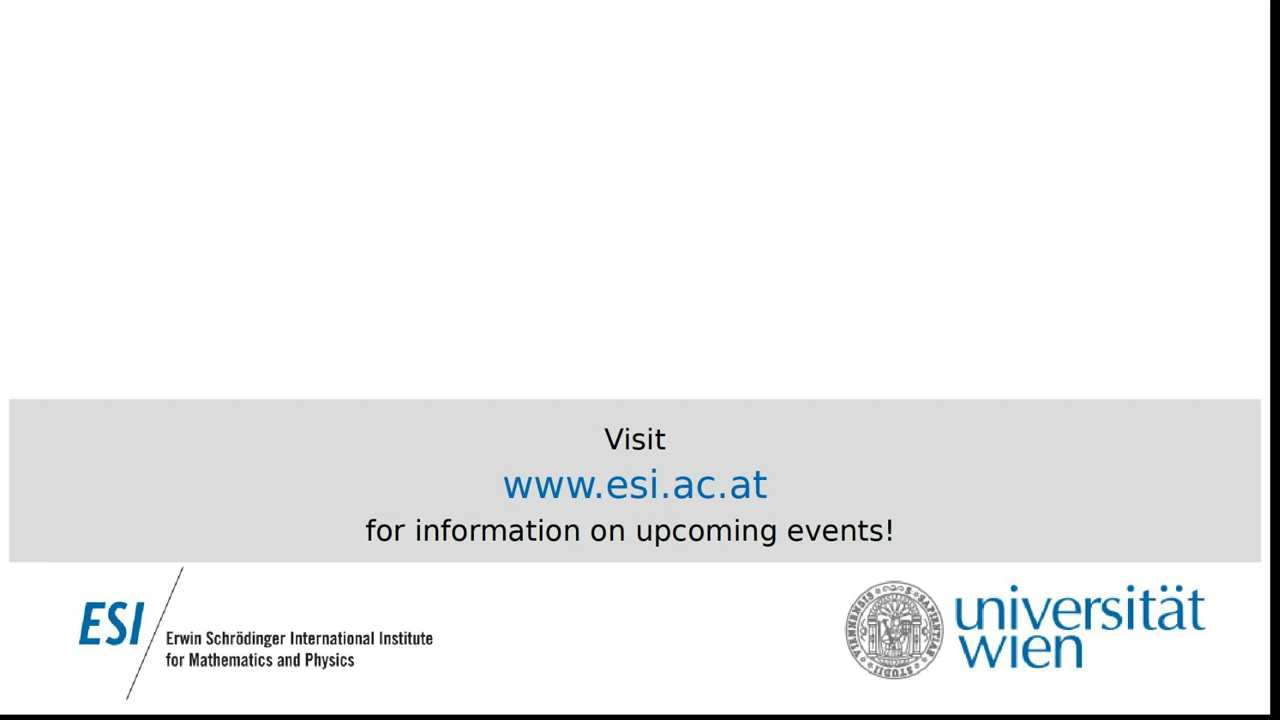 Visit
www.esi.ac.at
for information on upcoming events!
ESI
Erwin Schrödinger International Institute
for Mathematics and Physics
universität
wien